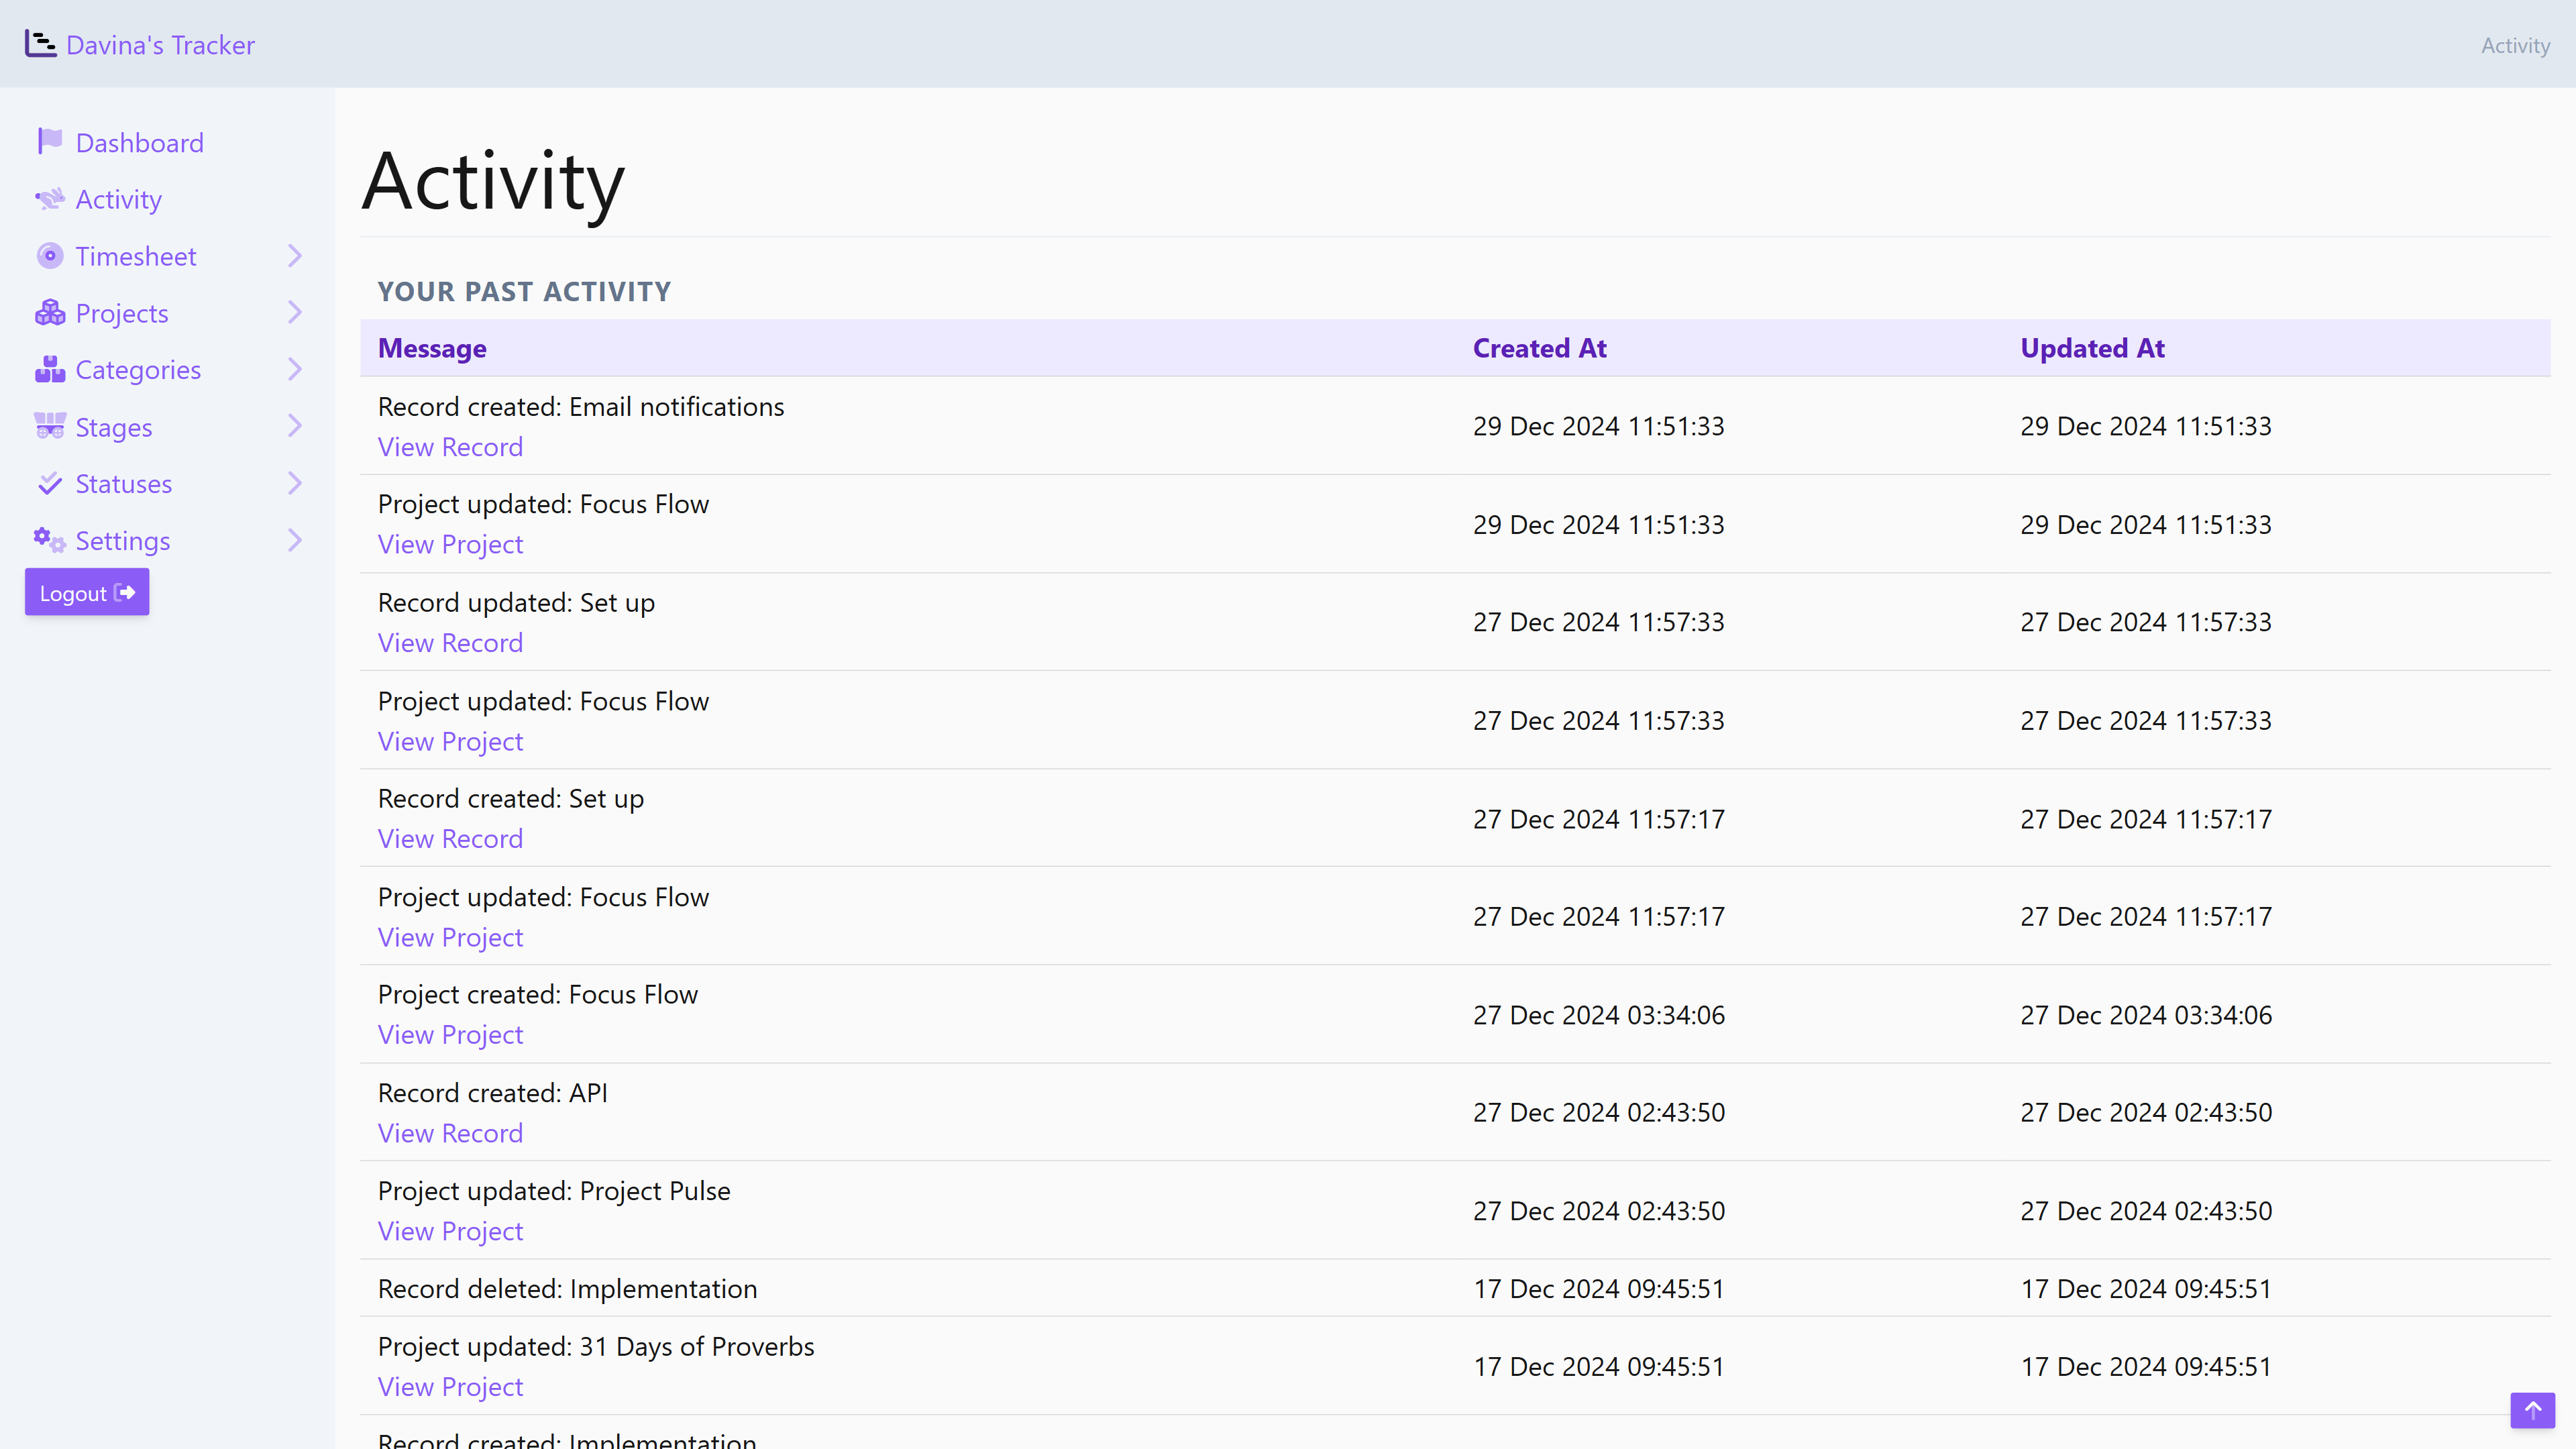 Davina's Tracker
Activity
Dashboard
Activity
Timesheet
Projects
Categories
Stages
Statuses
Settings
Logout
Activity
YOUR PAST ACTIVITY
Message Created At Updated At
Record created: Email notifications
View Record
29 Dec 2024 11:51:33 29 Dec 2024 11:51:33
Project updated: Focus Flow
View Project
29 Dec 2024 11:51:33 29 Dec 2024 11:51:33
Record updated: Set up
View Record
27 Dec 2024 11:57:33 27 Dec 2024 11:57:33
Project updated: Focus Flow
View Project
27 Dec 2024 11:57:33 27 Dec 2024 11:57:33
Record created: Set up
View Record
27 Dec 2024 11:57:17 27 Dec 2024 11:57:17
Project updated: Focus Flow
View Project
27 Dec 2024 11:57:17 27 Dec 2024 11:57:17
Project created: Focus Flow
View Project
27 Dec 2024 03:34:06 27 Dec 2024 03:34:06
Record created: API
View Record
27 Dec 2024 02:43:50 27 Dec 2024 02:43:50
Project updated: Project Pulse
View Project
27 Dec 2024 02:43:50 27 Dec 2024 02:43:50
Record deleted: Implementation 17 Dec 2024 09:45:51 17 Dec 2024 09:45:51
Project updated: 31 Days of Proverbs
View Project
17 Dec 2024 09:45:51 17 Dec 2024 09:45:51
Record created: Implementation